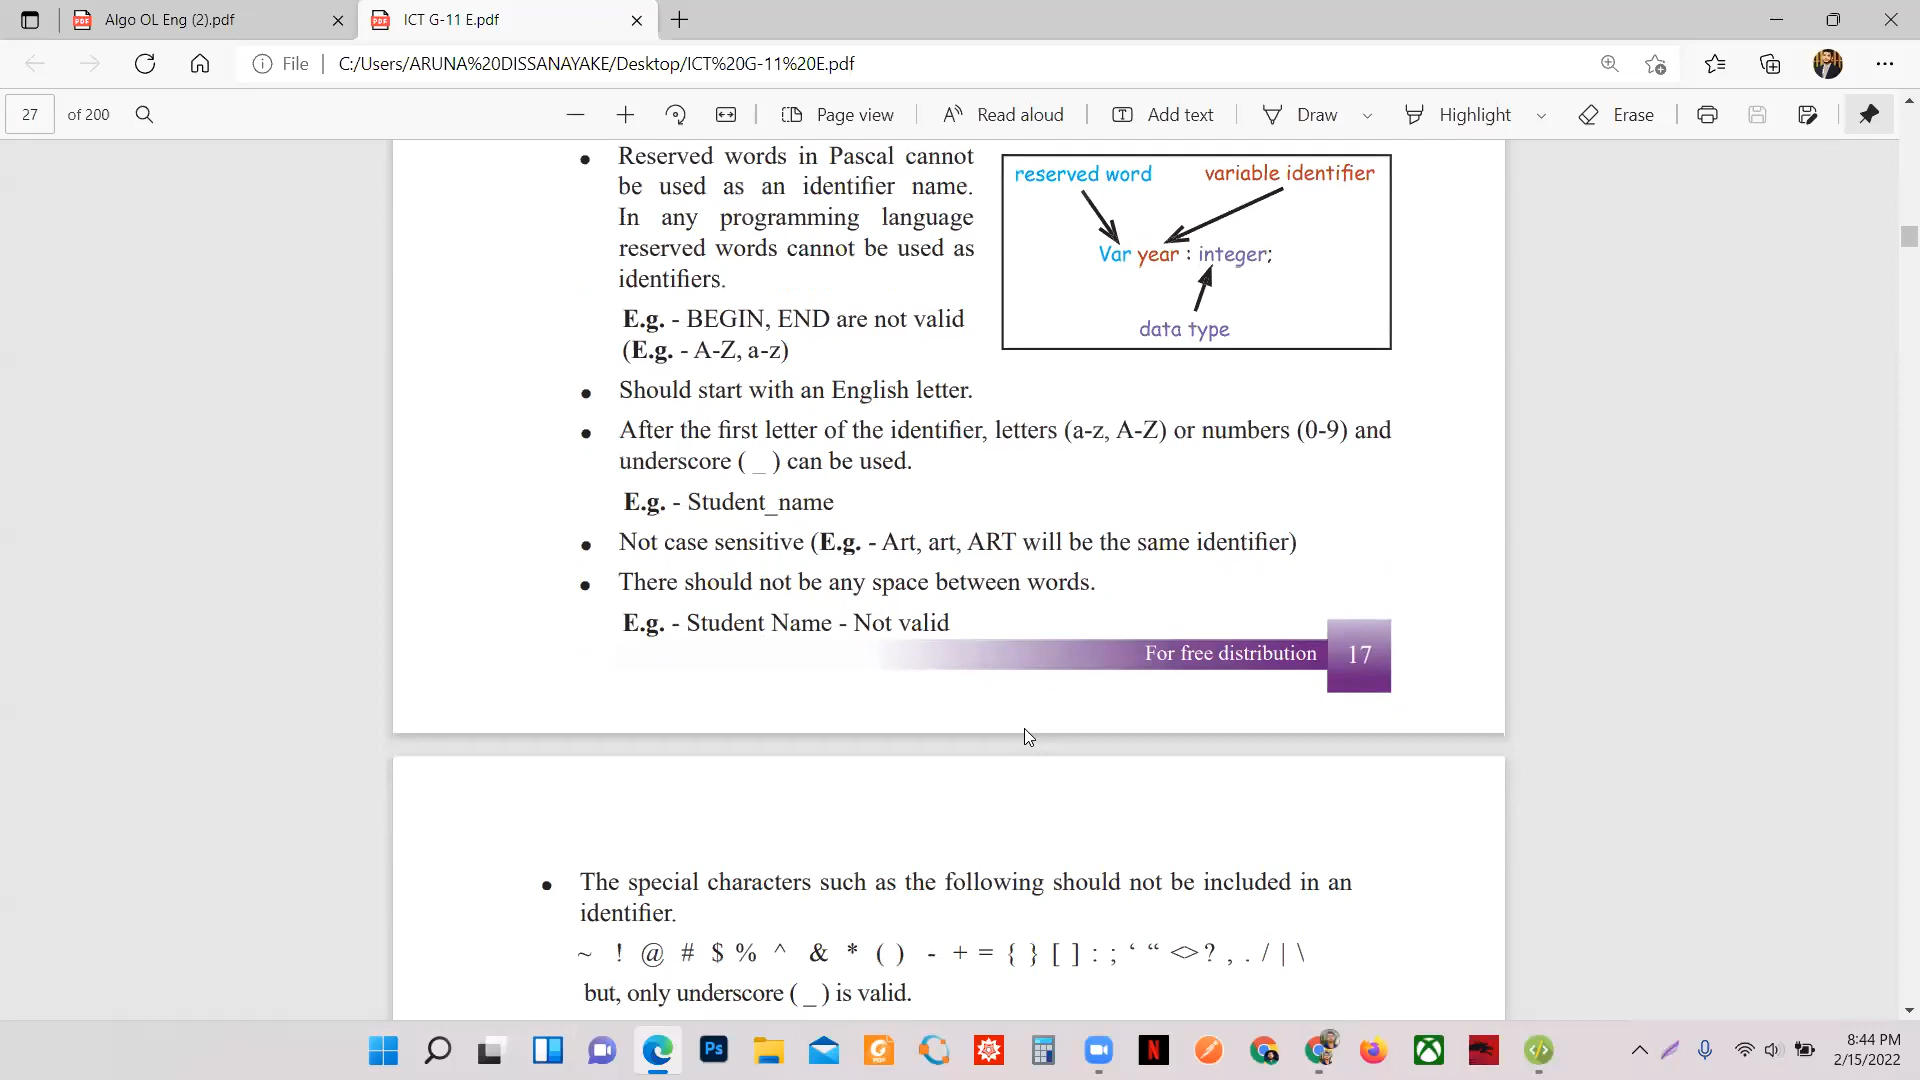 Algo OL Eng (2).pdf
ICT G-11 E.pdf
File
C:/Users/ARUNA%20DISSANAYAKE/Desktop/ICT%20G-11%20E.pdf
27 of 200
Page view
Read aloud
Add text
Draw
Highlight
Erase
• Reserved words in Pascal cannot
be used as an identifier name.
In any programming language
reserved words cannot be used as
identifiers.
E.g. - BEGIN, END are not valid
(E.g. - A-Z, a-z)
reserved word
variable identifier
Var year : integer;
data type
• Should start with an English letter.
• After the first letter of the identifier, letters (a-z, A-Z) or numbers (0-9) and
underscore ( _ ) can be used.
E.g. - Student_name
• Not case sensitive (E.g. - Art, art, ART will be the same identifier)
• There should not be any space between words.
E.g. - Student Name - Not valid
For free distribution 17
• The special characters such as the following should not be included in an
identifier.
~ ! @ # $ % ^ & * ( ) - + = { } [ ] : ; ‘ “ <> ? , . / | \
but, only underscore ( _ ) is valid.
8:44 PM
2/15/2022